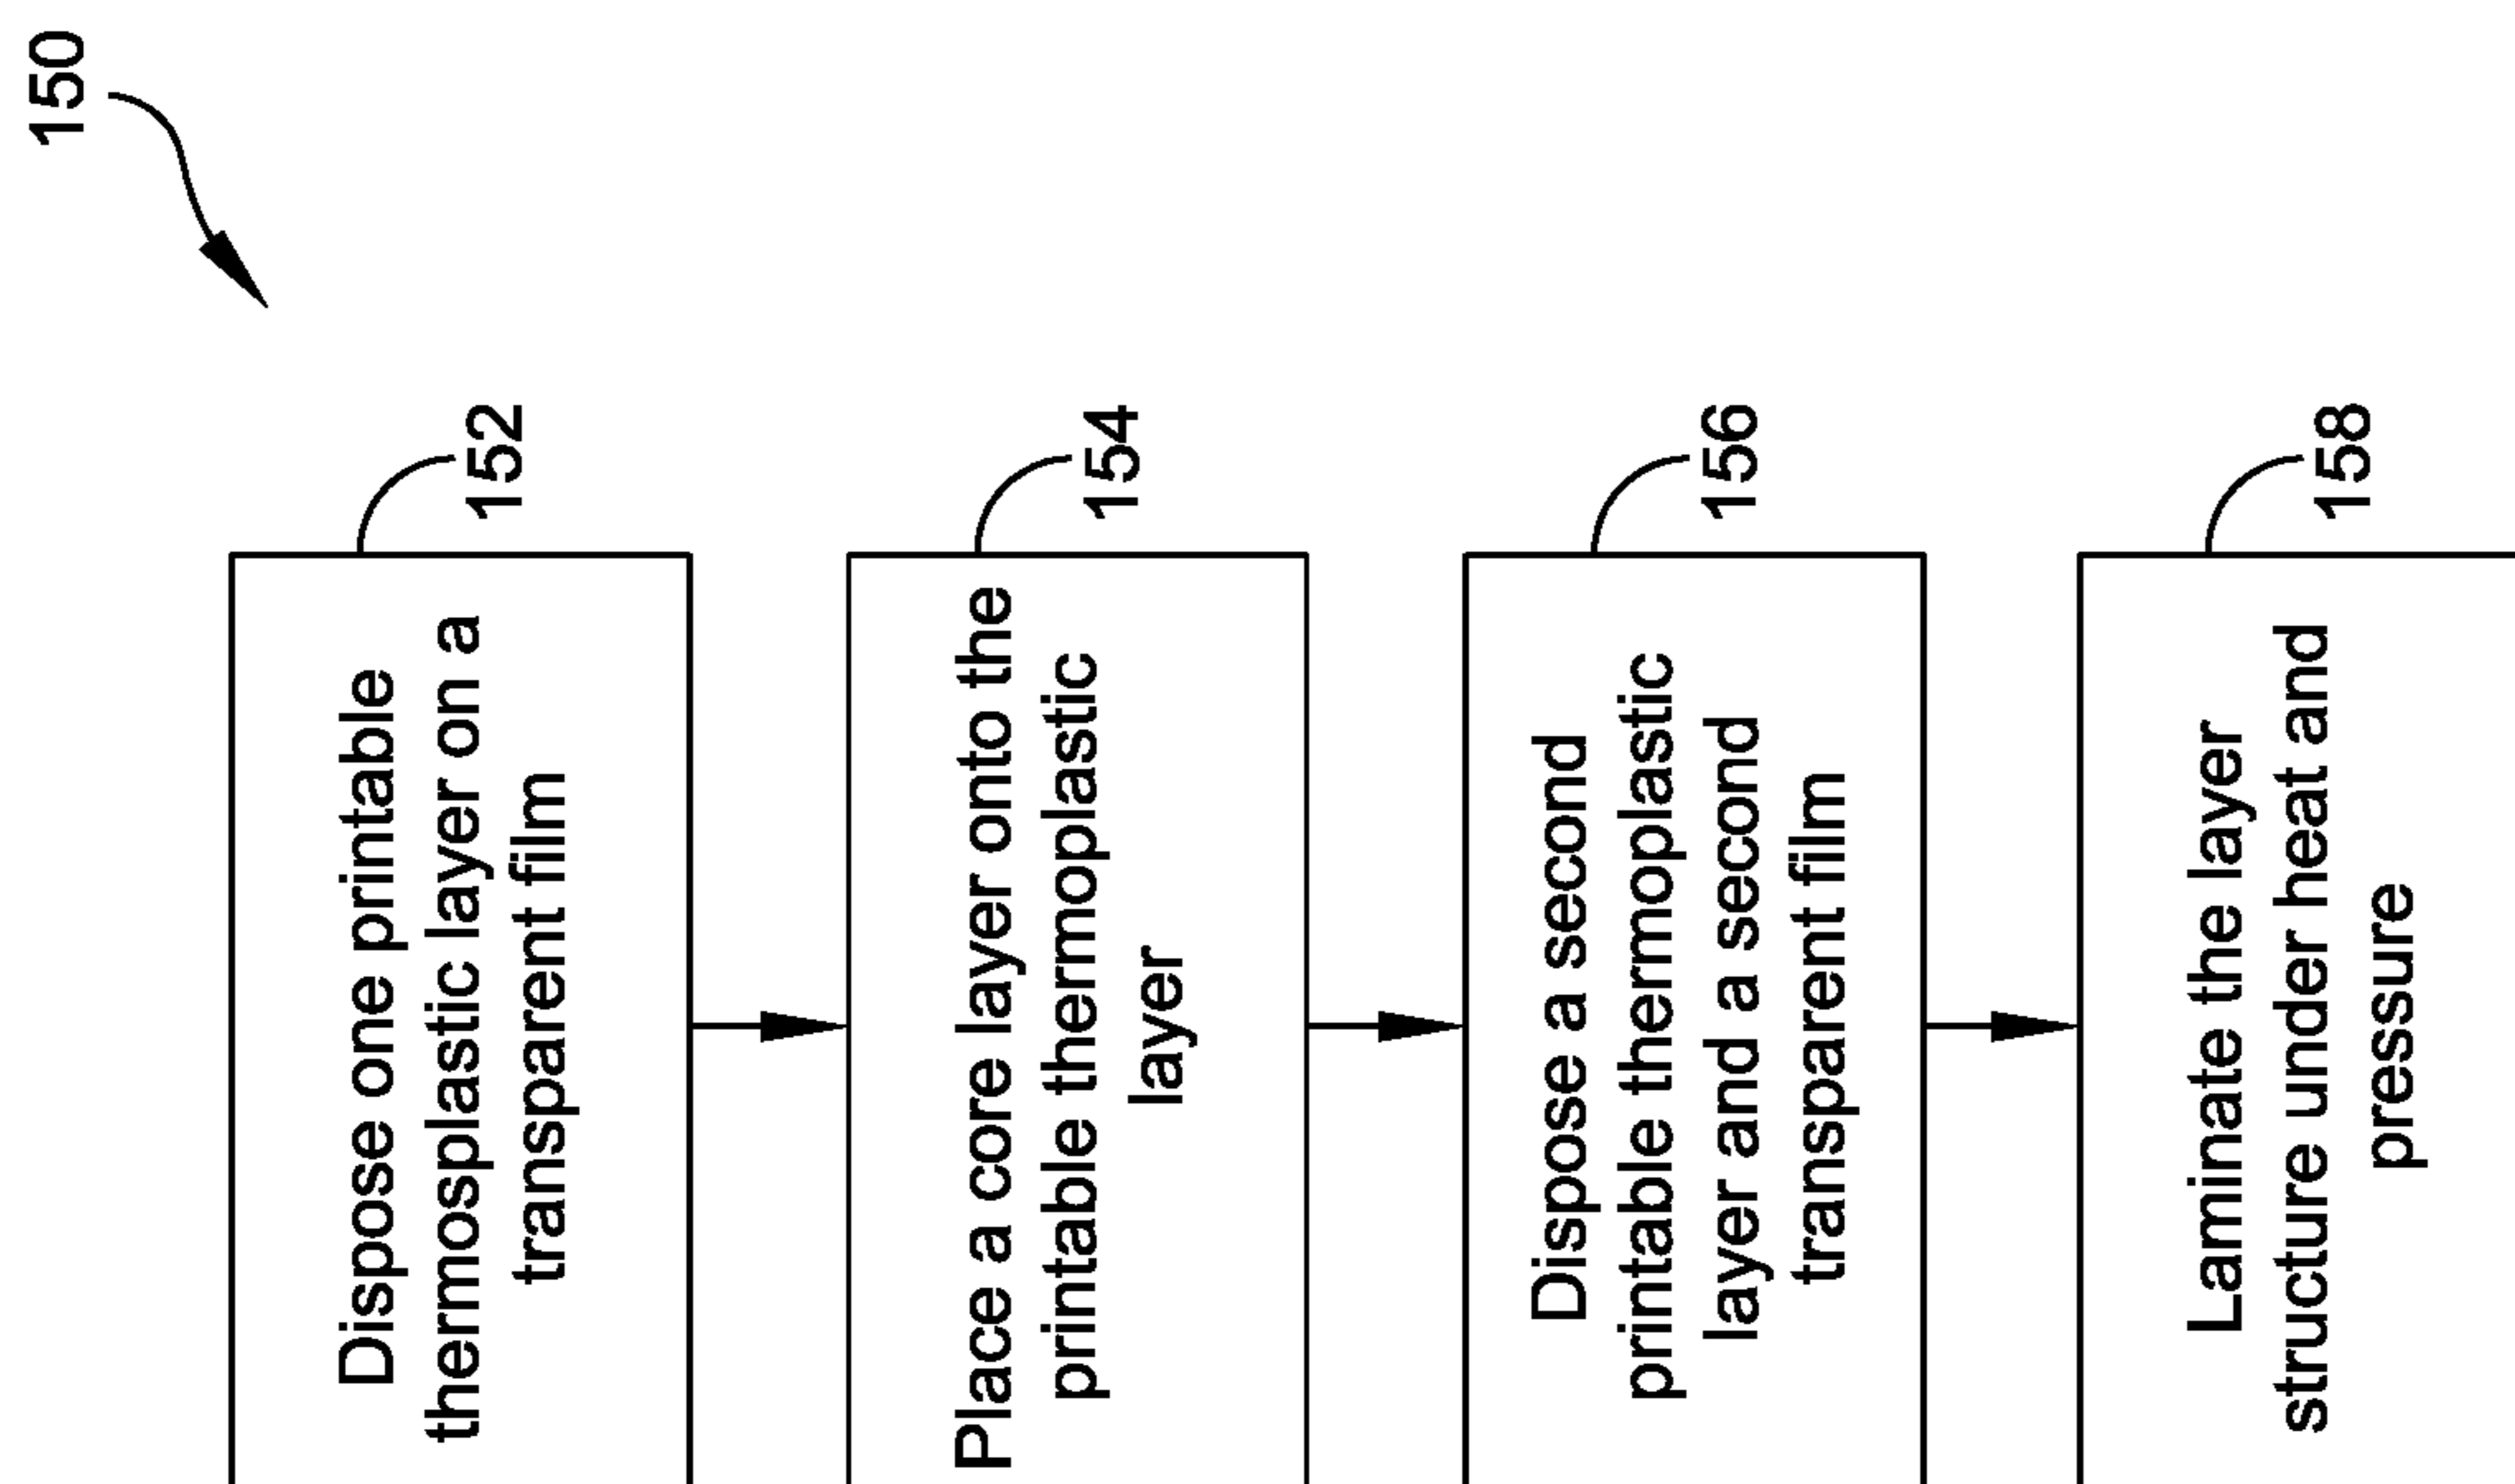 150
152
Dispose one printable
thermosplastic layer on a
transparent film
154
Place a core layer onto the
printable thermoplastic
layer
156
Dispose a second
printable thermoplastic
layer and a second
transparent film
158
Laminate the layer
structure under heat and
pressure